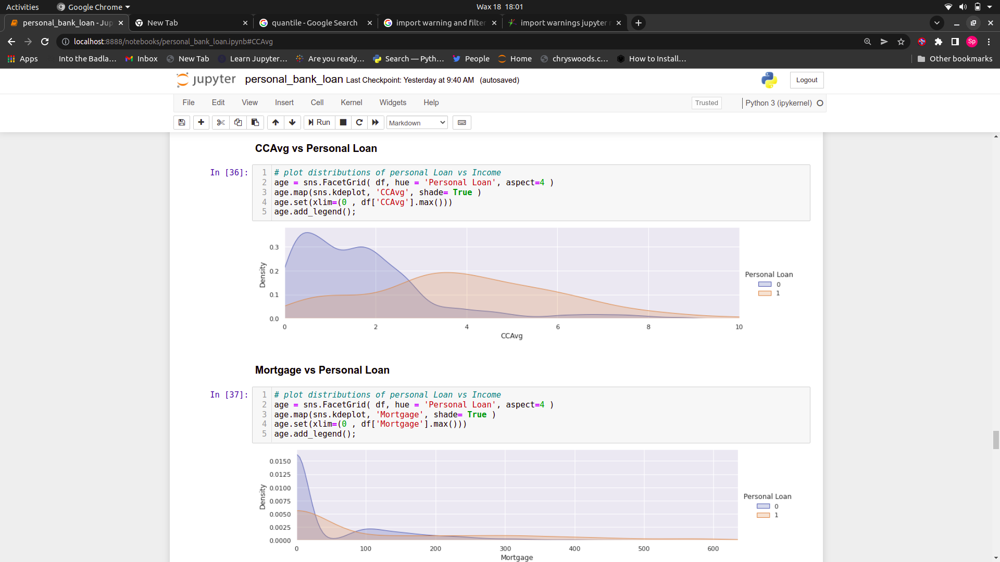 Activities
Google Chrome
Wax 18 18:01
personal_bank_loan - Jup
New Tab
quantile - Google Search
import warning and filter
import warnings jupyter n
localhost:8888/notebooks/personal_bank_loan.ipynb#CCAvg
Sp
Apps
Into the Badla…
Inbox
New Tab
Learn Jupyter…
Are you ready…
Search — Pyth…
People
Home
chryswoods.c…
How to Install…
Other bookmarks
jupyter
personal_bank_loan Last Checkpoint: Yesterday at 9:40 AM (autosaved)
Logout
File Edit View Insert Cell Kernel Widgets Help
Trusted
Python 3 (ipykernel)
Run
Markdown
CCAvg vs Personal Loan
In [36]:
1 # plot distributions of personal Loan vs Income
2 age = sns.FacetGrid( df, hue = 'Personal Loan', aspect=4 )
3 age.map(sns.kdeplot, 'CCAvg', shade= True )
4 age.set(xlim=(0 , df['CCAvg'].max()))
5 age.add_legend();
0.3
0.2
0.1
0.0
Density
0 2 4 6 8 10
CCAvg
Personal Loan
0
1
Mortgage vs Personal Loan
In [37]:
1 # plot distributions of personal Loan vs Income
2 age = sns.FacetGrid( df, hue = 'Personal Loan', aspect=4 )
3 age.map(sns.kdeplot, 'Mortgage', shade= True )
4 age.set(xlim=(0 , df['Mortgage'].max()))
5 age.add_legend();
0.0150
0.0125
0.0100
0.0075
0.0050
0.0025
0.0000
Density
0 100 200 300 400 500 600
Mortgage
Personal Loan
0
1